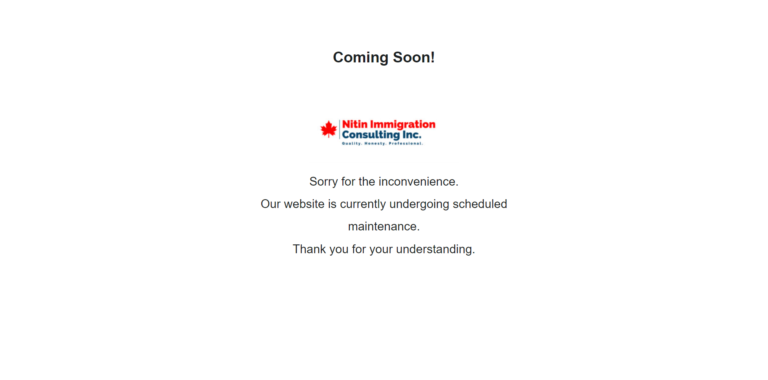 Coming Soon!
Nitin Immigration
Consulting Inc.
Quality. Honesty. Professional.
Sorry for the inconvenience.
Our website is currently undergoing scheduled
maintenance.
Thank you for your understanding.